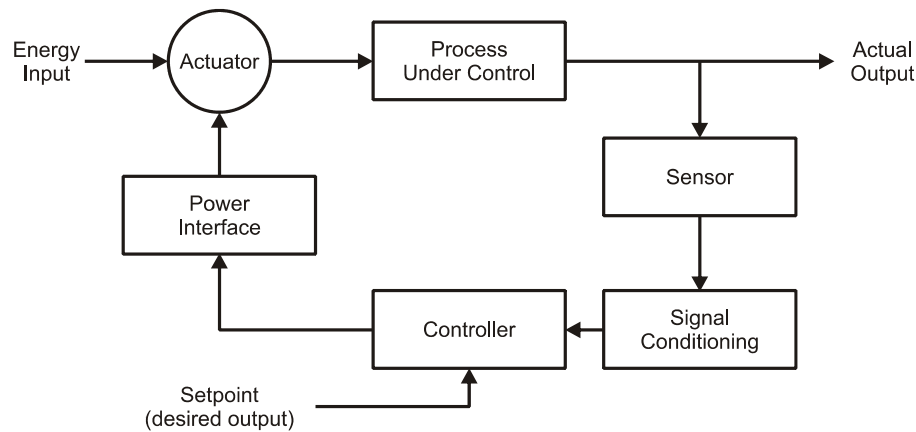 Energy
Input
Actuator
Process
Under Control
Actual
Output
Sensor
Power
Interface
Controller
Signal
Conditioning
Setpoint
(desired output)